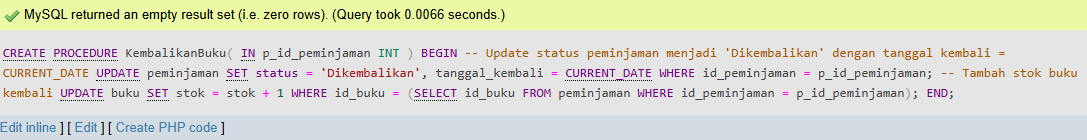 MySQL returned an empty result set (i.e. zero rows). (Query took 0.0066 seconds.)
CREATE PROCEDURE KembalikanBuku( IN p_id_peminjaman INT ) BEGIN -- Update status peminjaman menjadi 'Dikembalikan' dengan tanggal kembali =
CURRENT_DATE UPDATE peminjaman SET status = 'Dikembalikan', tanggal_kembali = CURRENT_DATE WHERE id_peminjaman = p_id_peminjaman; -- Tambah stok buku
kembali UPDATE buku SET stok = stok + 1 WHERE id_buku = (SELECT id_buku FROM peminjaman WHERE id_peminjaman = p_id_peminjaman); END;
Edit inline ] [ Edit ] [ Create PHP code ]